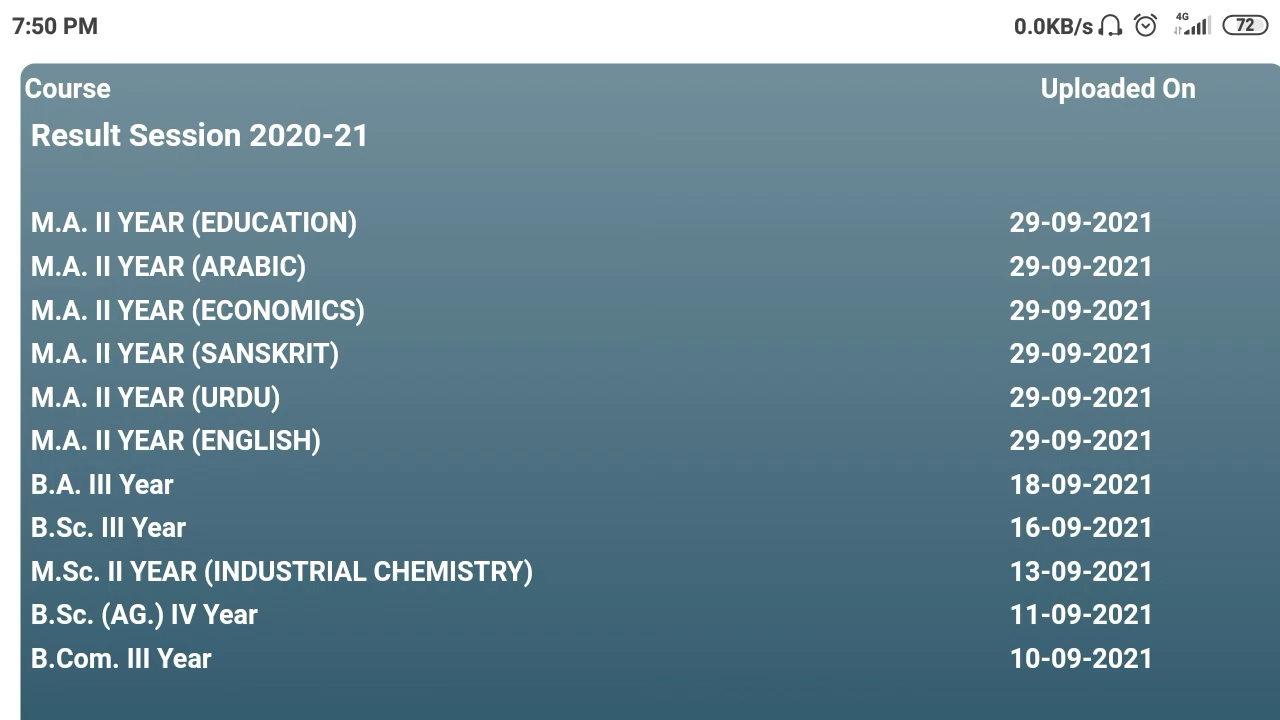 7:50 PM 0.0KB/s 4G 72
Course Uploaded On
Result Session 2020-21
M.A. II YEAR (EDUCATION) 29-09-2021
M.A. II YEAR (ARABIC) 29-09-2021
M.A. II YEAR (ECONOMICS) 29-09-2021
M.A. II YEAR (SANSKRIT) 29-09-2021
M.A. II YEAR (URDU) 29-09-2021
M.A. II YEAR (ENGLISH) 29-09-2021
B.A. III Year 18-09-2021
B.Sc. III Year 16-09-2021
M.Sc. II YEAR (INDUSTRIAL CHEMISTRY) 13-09-2021
B.Sc. (AG.) IV Year 11-09-2021
B.Com. III Year 10-09-2021